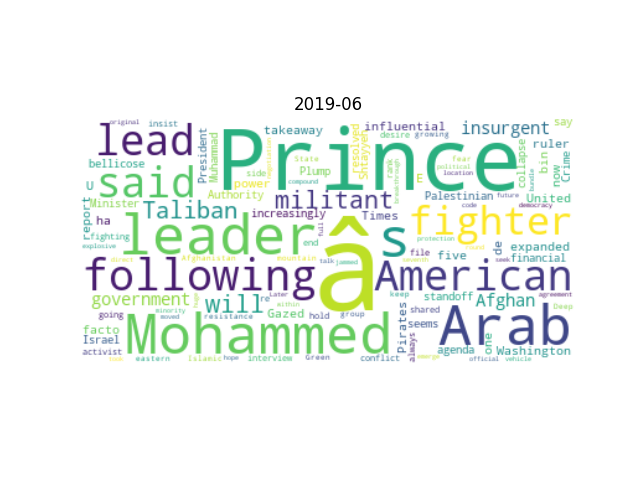 2019-06
original insist
lead
Prince
takeaway influential insurgent say
President Muhammad
bellicose said
State
side Plump
resolved Shtayyeh
desire growing
rank breakthrough
fear political
location
collapse
bin
ruler
now
Crime
U Minister
Authority power
militant
Palestinian
E
code democracy
future
United
report
ha
Taliban
increasingly
Times
fighter
fighting
explosive
leader
end
full
â
s
file five
de
expanded
financial
Afghanistan mountain
talk jammed
following
American
government
will
re
Later
within
keep
standoff
Afghan
agreement
going
minority
moved
Gazed
hold
group
shared
Deap
facto
Israel
activist
Mohammed
Pirates
seems
always
agenda
one
Arab
Washington
eastern Islamic hope interview Green conflict
emerge official vehicle
compound
protection
seek
direct